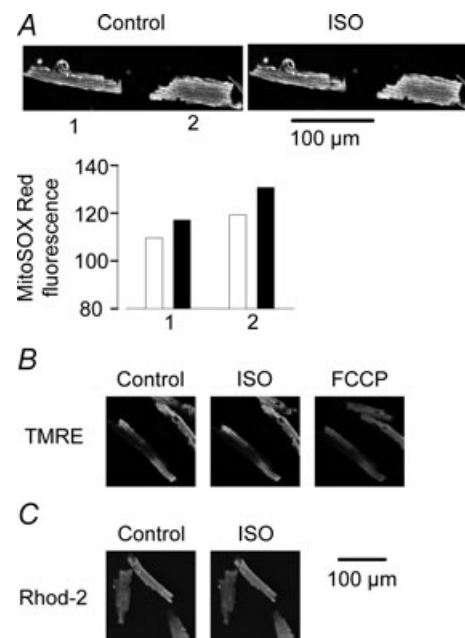 A
Control ISO
1 2
100 µm
140
120
100
80
MitoSOX Red
fluorescence
1 2
B
Control ISO FCCP
TMRE
C
Control ISO
Rhod-2
100 µm